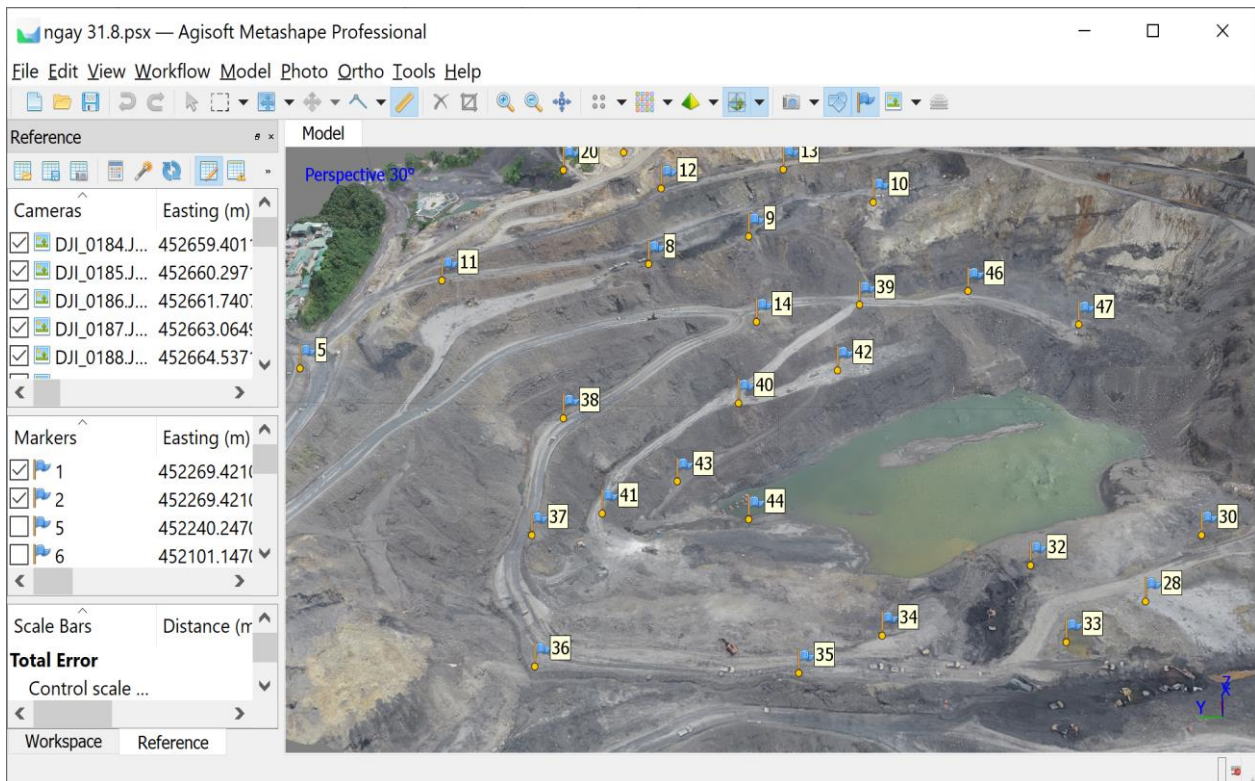 ngay 31.8.psx — Agisoft Metashape Professional
File Edit View Workflow Model Photo Ortho Tools Help
Reference
Model
Cameras Easting (m)
DJI_0184.J... 452659.401
DJI_0185.J... 452660.297
DJI_0186.J... 452661.740
DJI_0187.J... 452663.064
DJI_0188.J... 452664.537
Markers Easting (m)
1 452269.4210
2 452269.4210
5 452240.2470
6 452101.1470
Scale Bars Distance (m
Total Error
Control scale ...
Workspace Reference
Perspective 30°
20
12
13
10
9
8
11
46
39
14
47
5
42
40
38
43
41
44
37
30
32
28
34
33
36
35
Z
X
Y